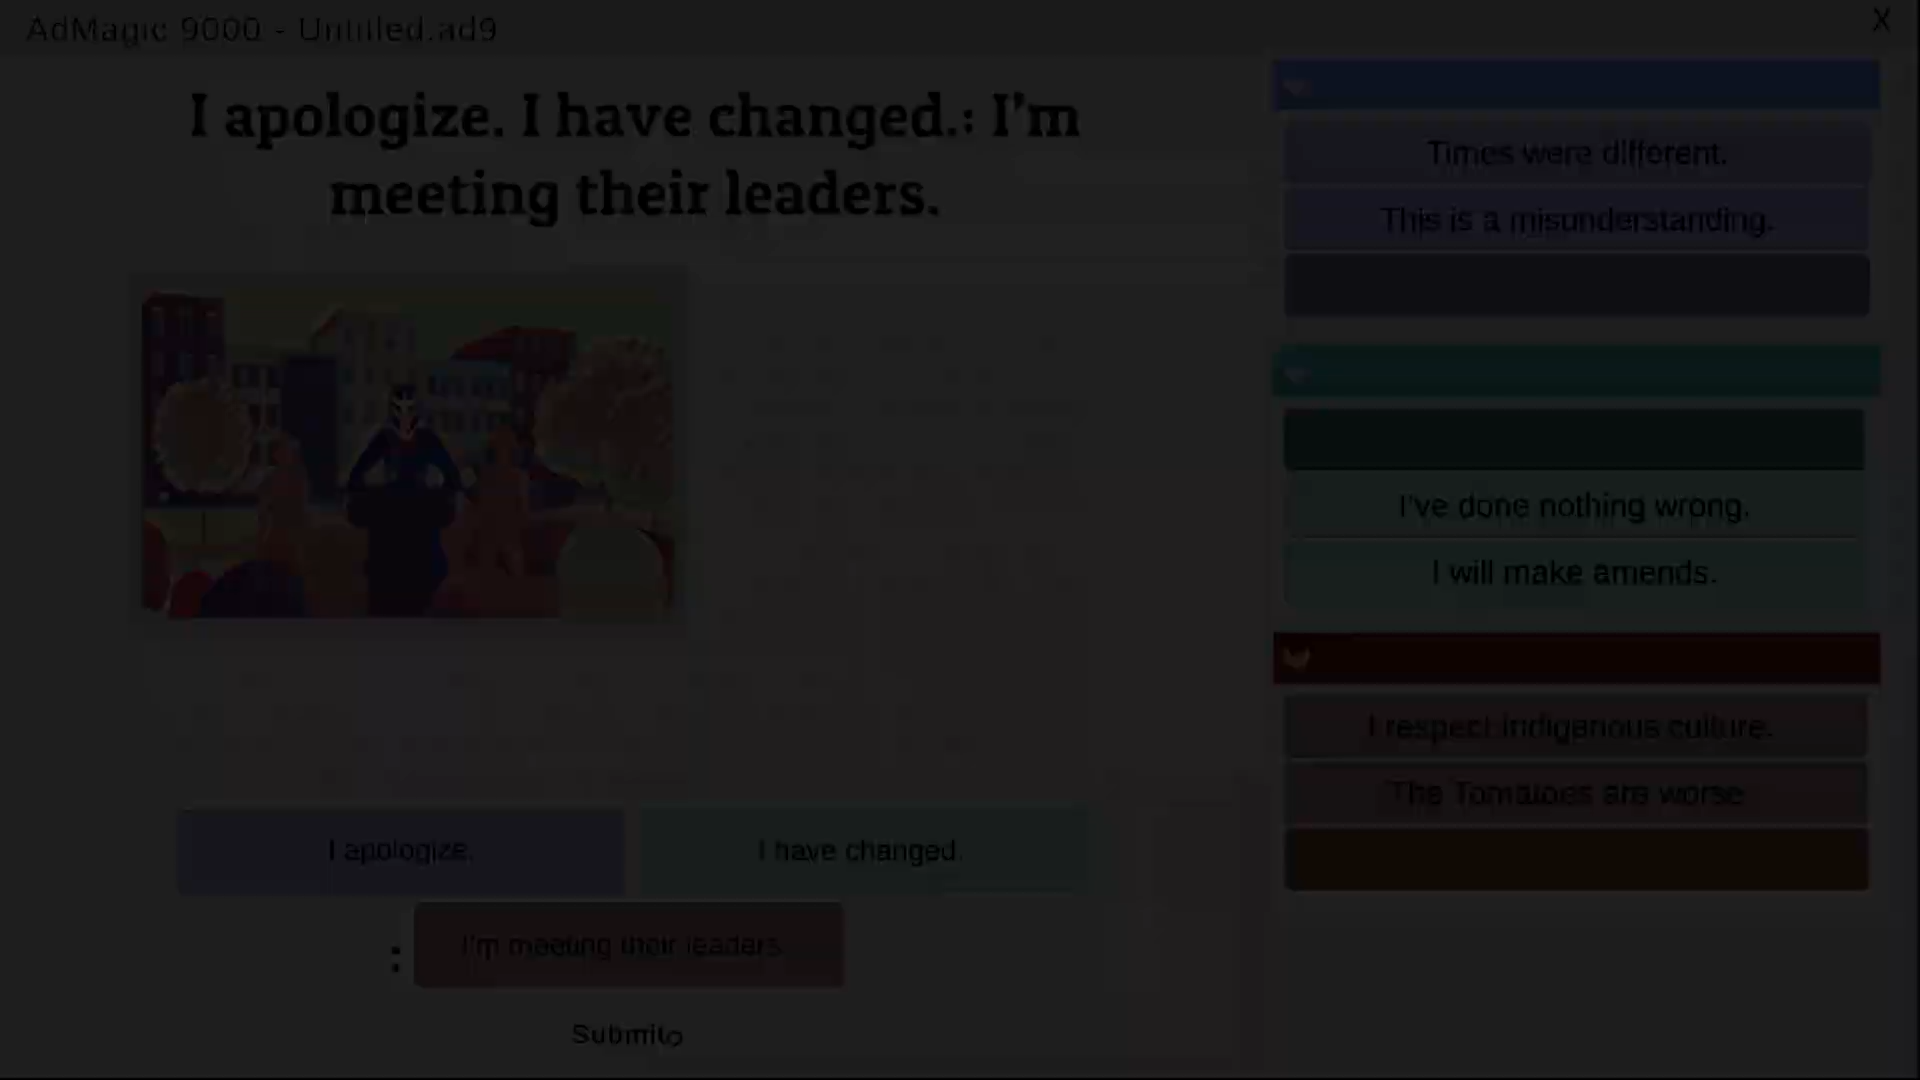 AdMagic 9000 - Untitled.ad9
X
I apologize. I have changed.: I'm
meeting their leaders.
Times were different.
This is a misunderstanding.
I've done nothing wrong.
I will make amends.
I respect indigenous culture.
The Tomatoes are worse
I apologize.
I have changed.
:
I'm meeting their leaders.
Submit